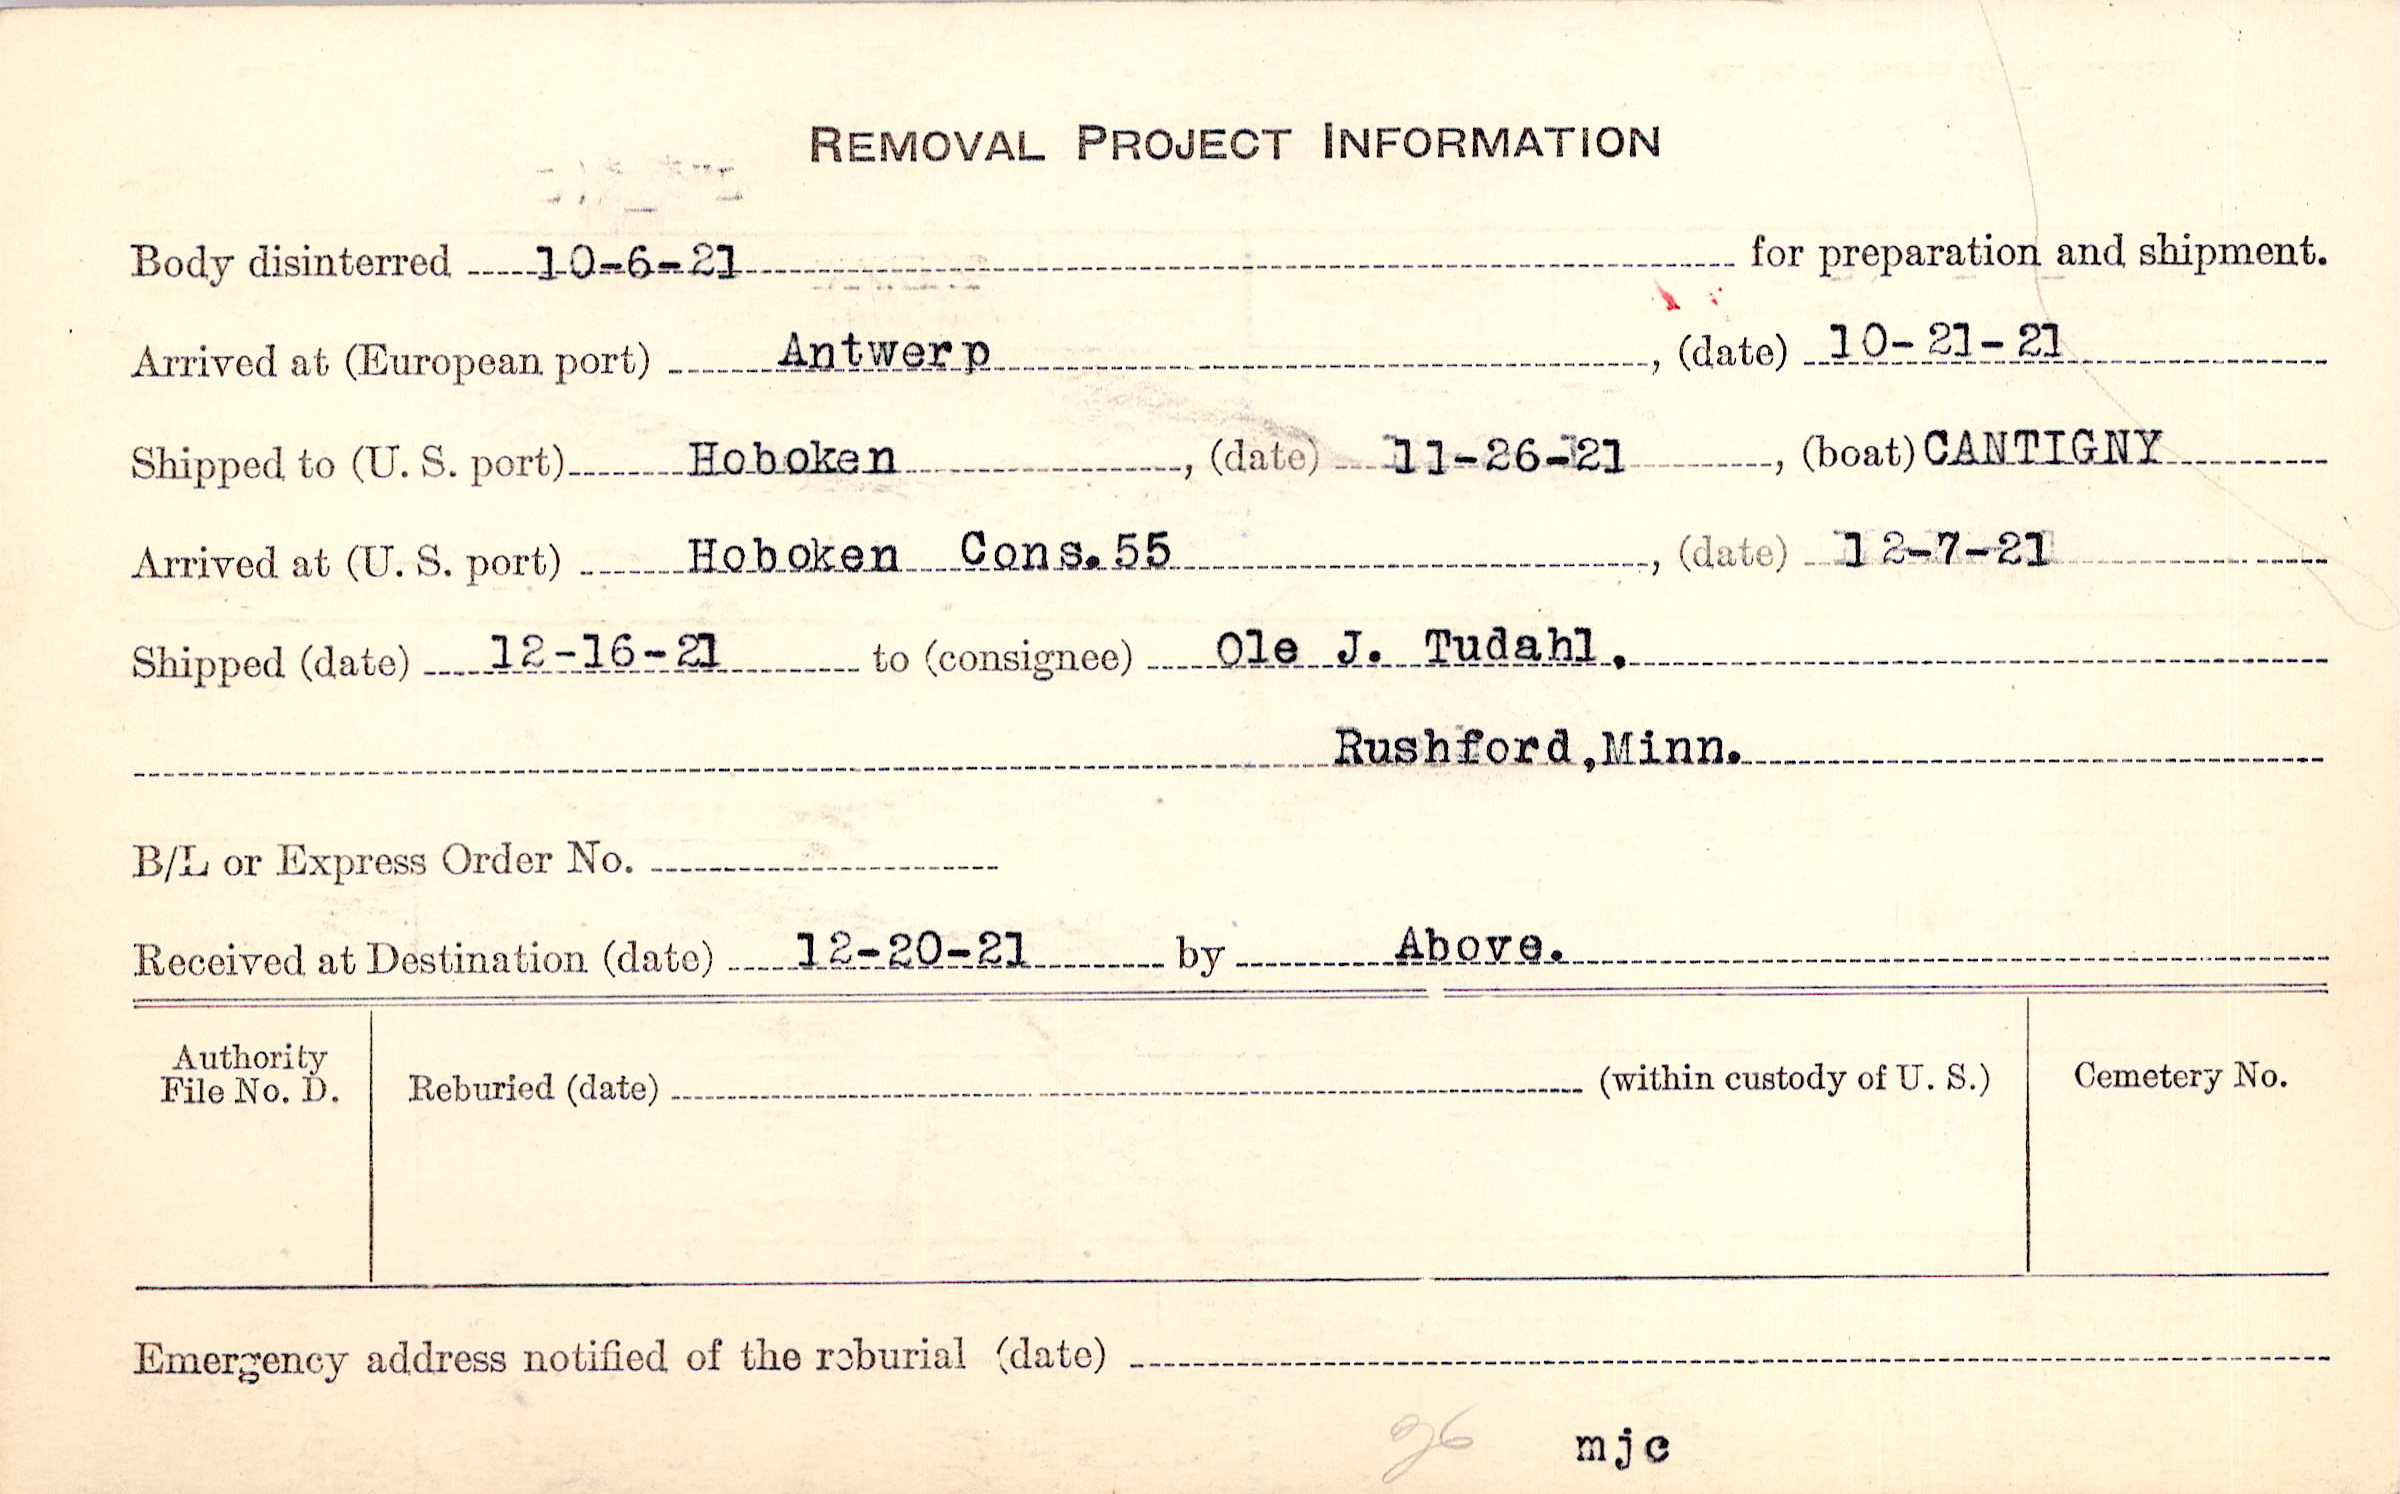 REMOVAL PROJECT INFORMATION
Body disinterred 10-6-21 for preparation and shipment.
Arrived at (European port) Antwerp, (date) 10-21-21
Shipped to (U. S. port) Hoboken, (date) 11-26-21, (boat) CANTIGNY
Arrived at (U. S. port) Hoboken Cons.55, (date) 12-7-21
Shipped (date) 12-16-21 to (consignee) Ole J. Tudahl.
Rushford,Minn.
B/L or Express Order No.
Received at Destination (date) 12-20-21 by Above.
Authority
File No. D.
Reburied (date) (within custody of U. S.)
Cemetery No.
Emergency address notified of the reburial (date)
mjc